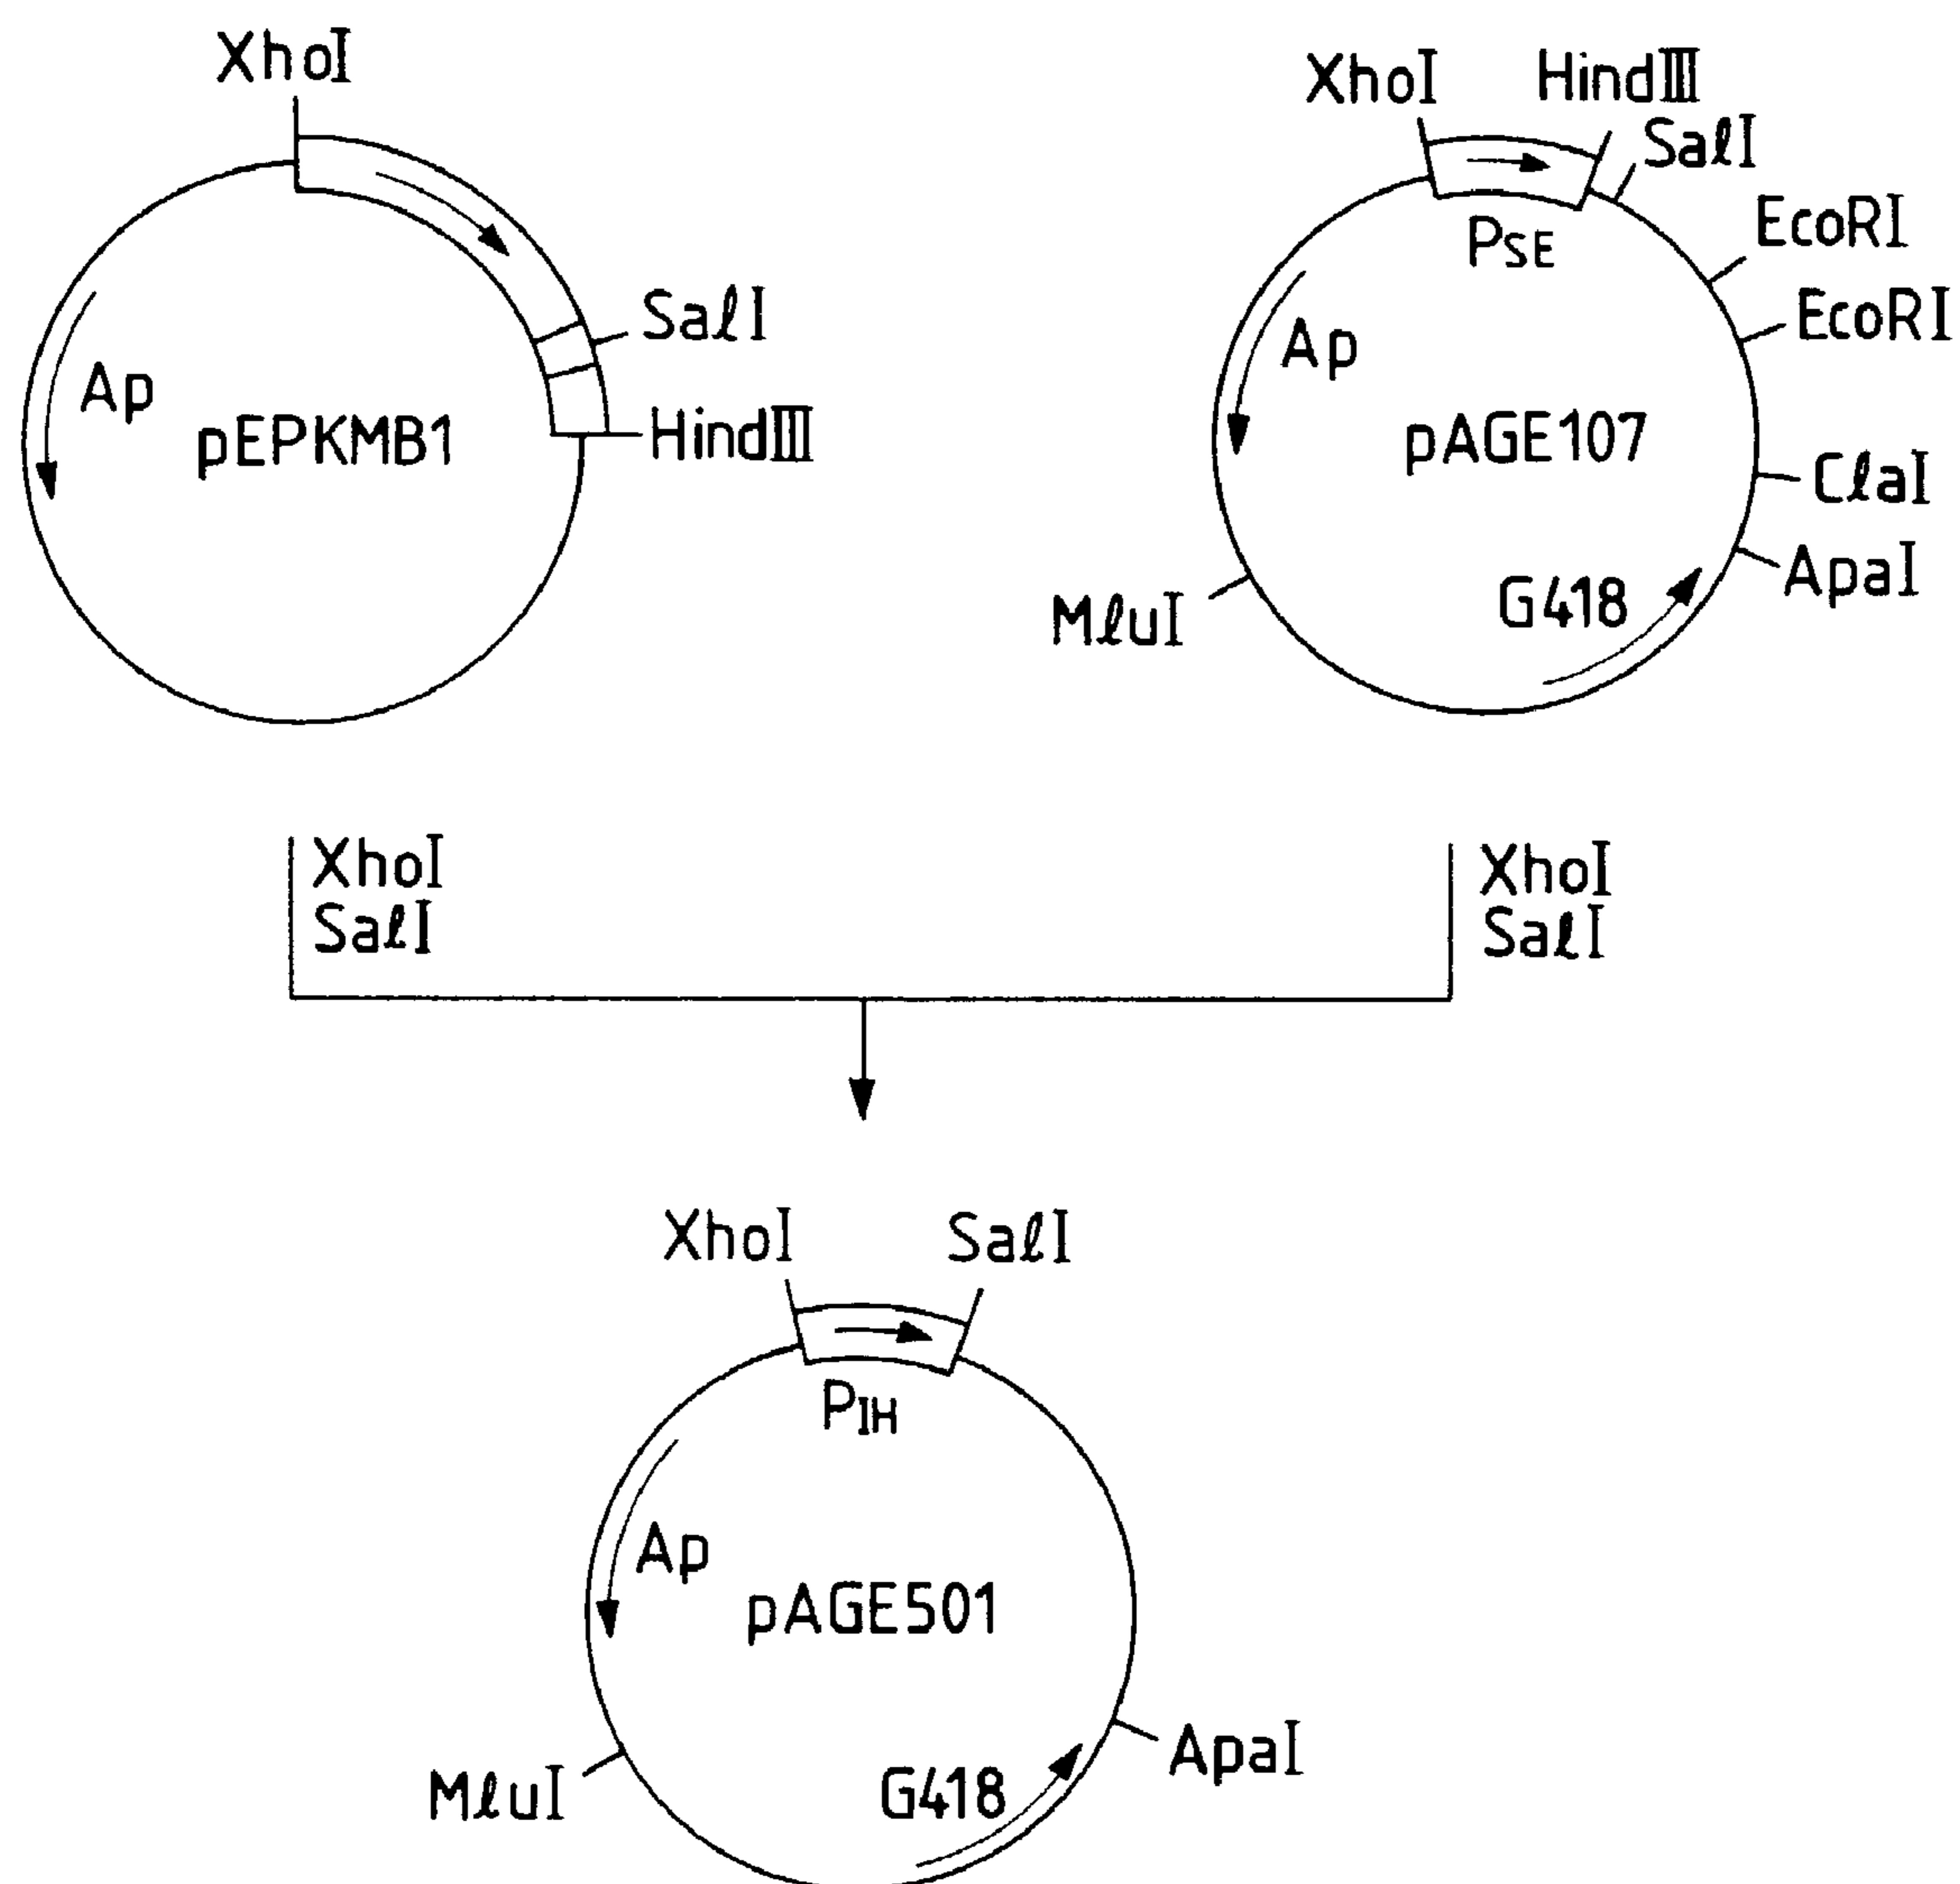 XhoI
SalI
HindIII
Ap
pEPKMB1
XhoI
HindIII
SalI
EcoRI
EcoRI
PSE
Ap
pAGE107
ClaI
ApaI
G418
MluI
XhoI
SalI
XhoI
SalI
XhoI
SalI
PIH
Ap
pAGE501
ApaI
G418
MluI